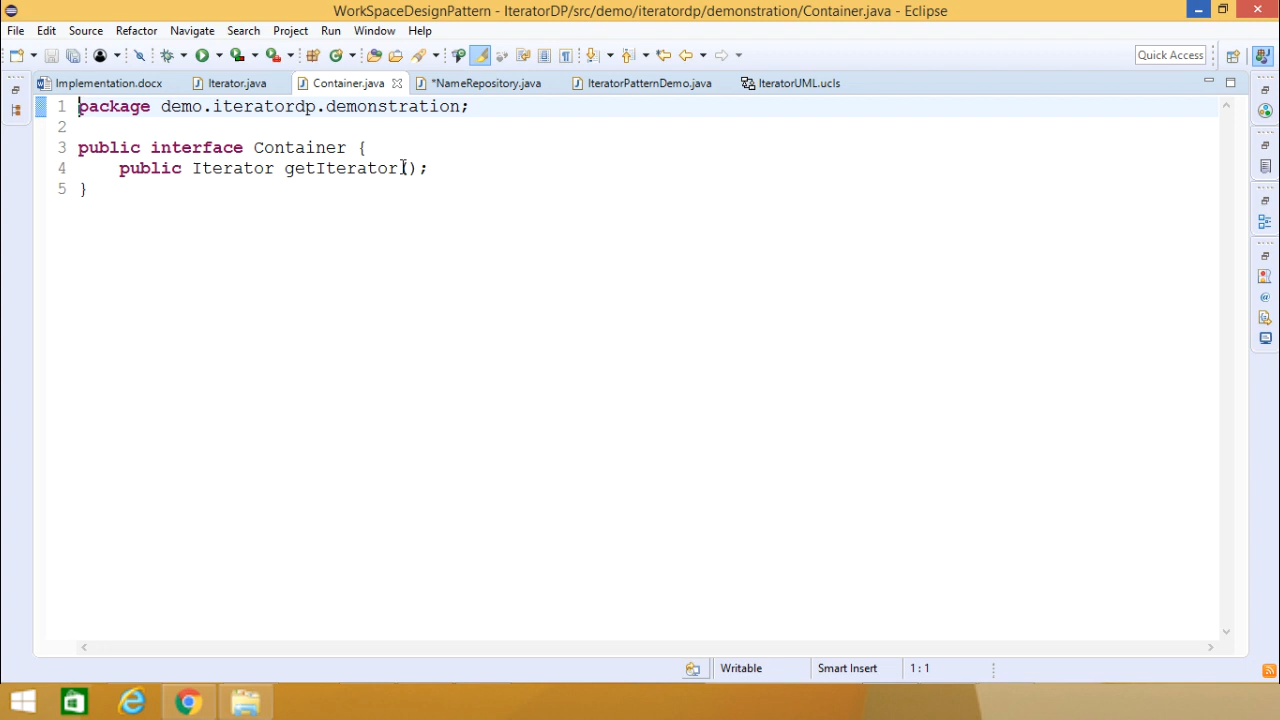 WorkSpaceDesignPattern - IteratorDP/src/demo/iteratordp/demonstration/Container.java - Eclipse
File Edit Source Refactor Navigate Search Project Run Window Help
Quick Access
Implementation.docx Iterator.java Container.java *NameRepository.java IteratorPatternDemo.java IteratorUML.ucls
1 package demo.iteratordp.demonstration;
2
3 public interface Container {
4 public Iterator getIterator();
5 }
Writable Smart Insert 1 : 1